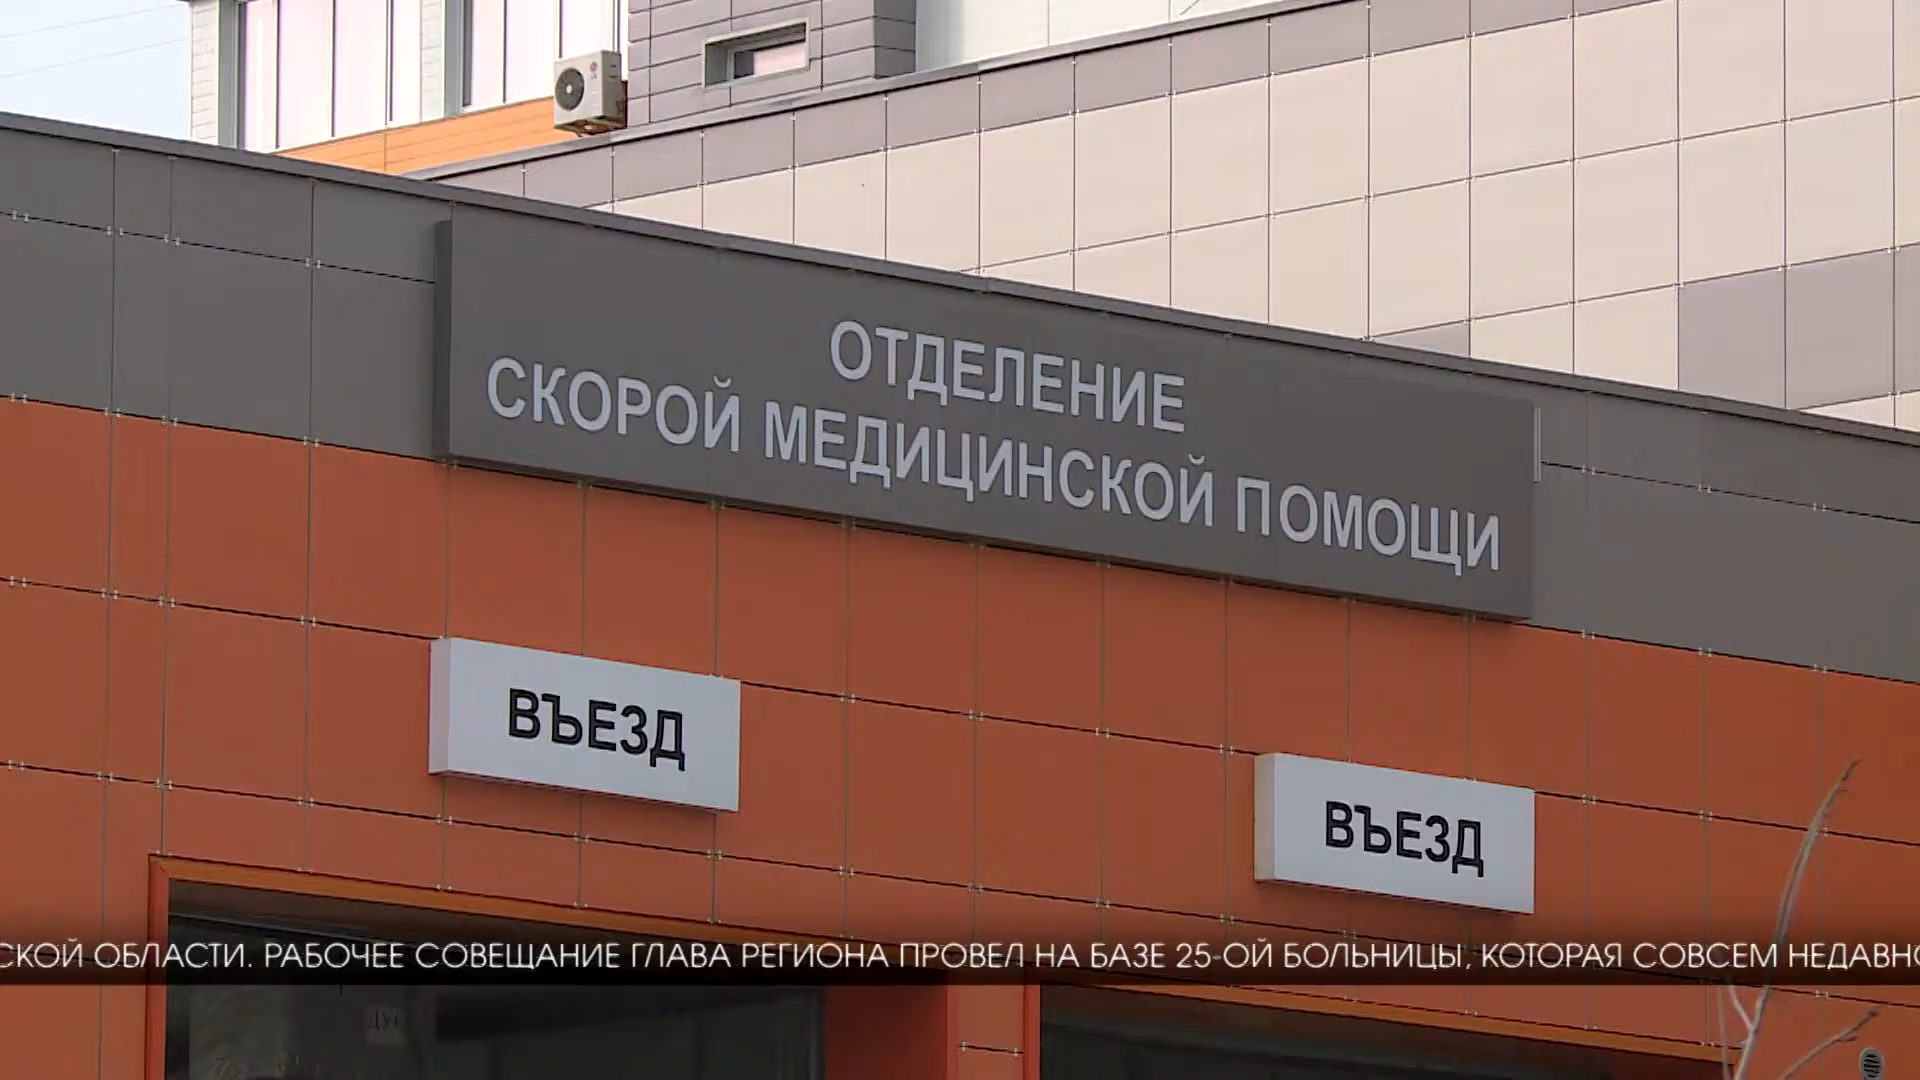 ОТДЕЛЕНИЕ
СКОРОЙ МЕДИЦИНСКОЙ ПОМОЩИ
ВЪЕЗД
ВЪЕЗД
СКОЙ ОБЛАСТИ. РАБОЧЕЕ СОВЕЩАНИЕ ГЛАВА РЕГИОНА ПРОВЕЛ НА БАЗЕ 25-ОЙ БОЛЬНИЦЫ, КОТОРАЯ СОВСЕМ НЕДАВНО